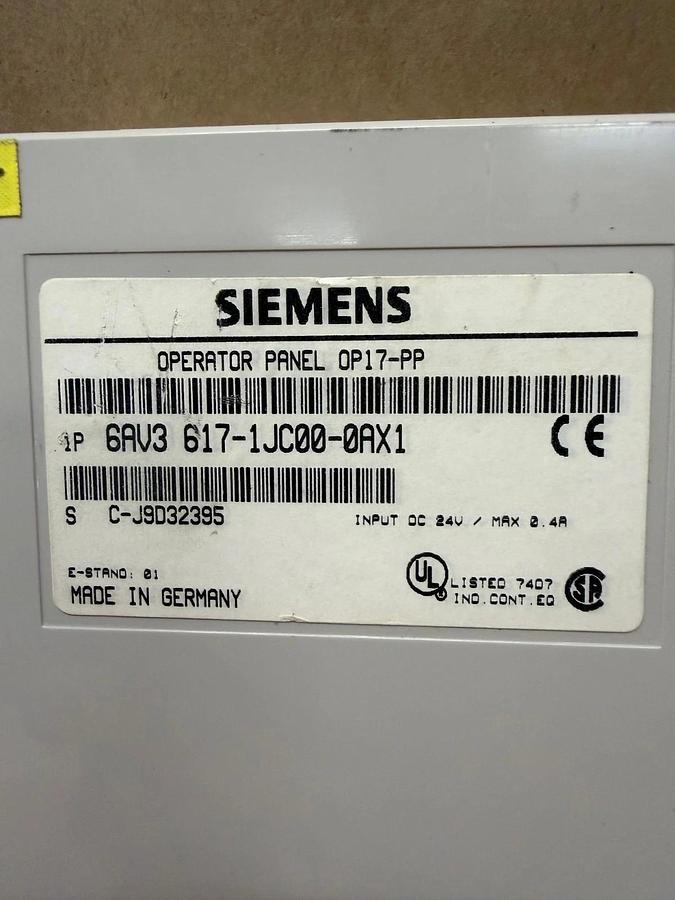 SIEMENS
OPERATOR PANEL OP17-PP
1P 6AV3 617-1JC00-0AX1 CE
S C-J9D32395 INPUT DC 24V / MAX 0.4A
E-STAND: 01
UL LISTED 7407 SA
MADE IN GERMANY IND.CONT.EQ